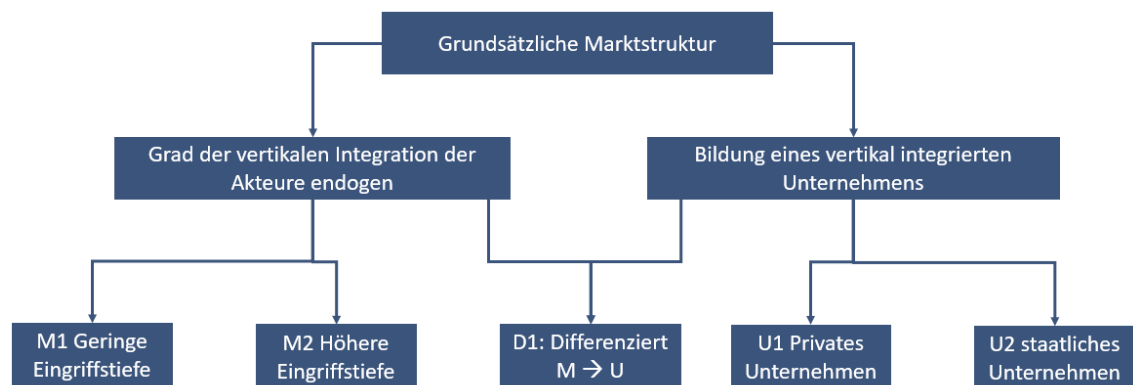 Grundsätzliche Marktstruktur
Grad der vertikalen Integration der
Akteure endogen
Bildung eines vertikal integrierten
Unternehmens
M1 Geringe
Eingriffstiefe
M2 Höhere
Eingriffstiefe
D1: Differenziert
M → U
U1 Privates
Unternehmen
U2 staatliches
Unternehmen